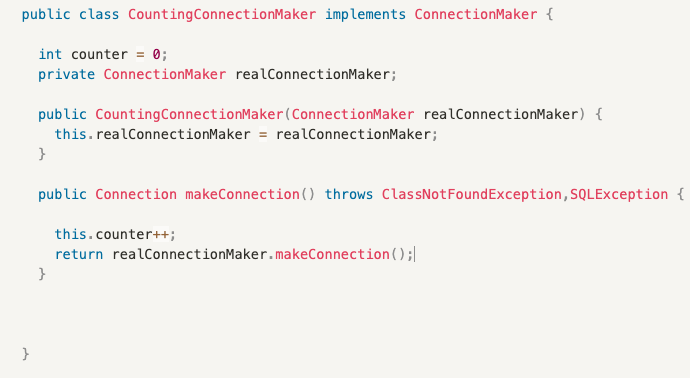 public class CountingConnectionMaker implements ConnectionMaker {
int counter = 0;
private ConnectionMaker realConnectionMaker;
public CountingConnectionMaker(ConnectionMaker realConnectionMaker) {
this.realConnectionMaker = realConnectionMaker;
}
public Connection makeConnection() throws ClassNotFoundException,SQLException {
this.counter++;
return realConnectionMaker.makeConnection();
}
}